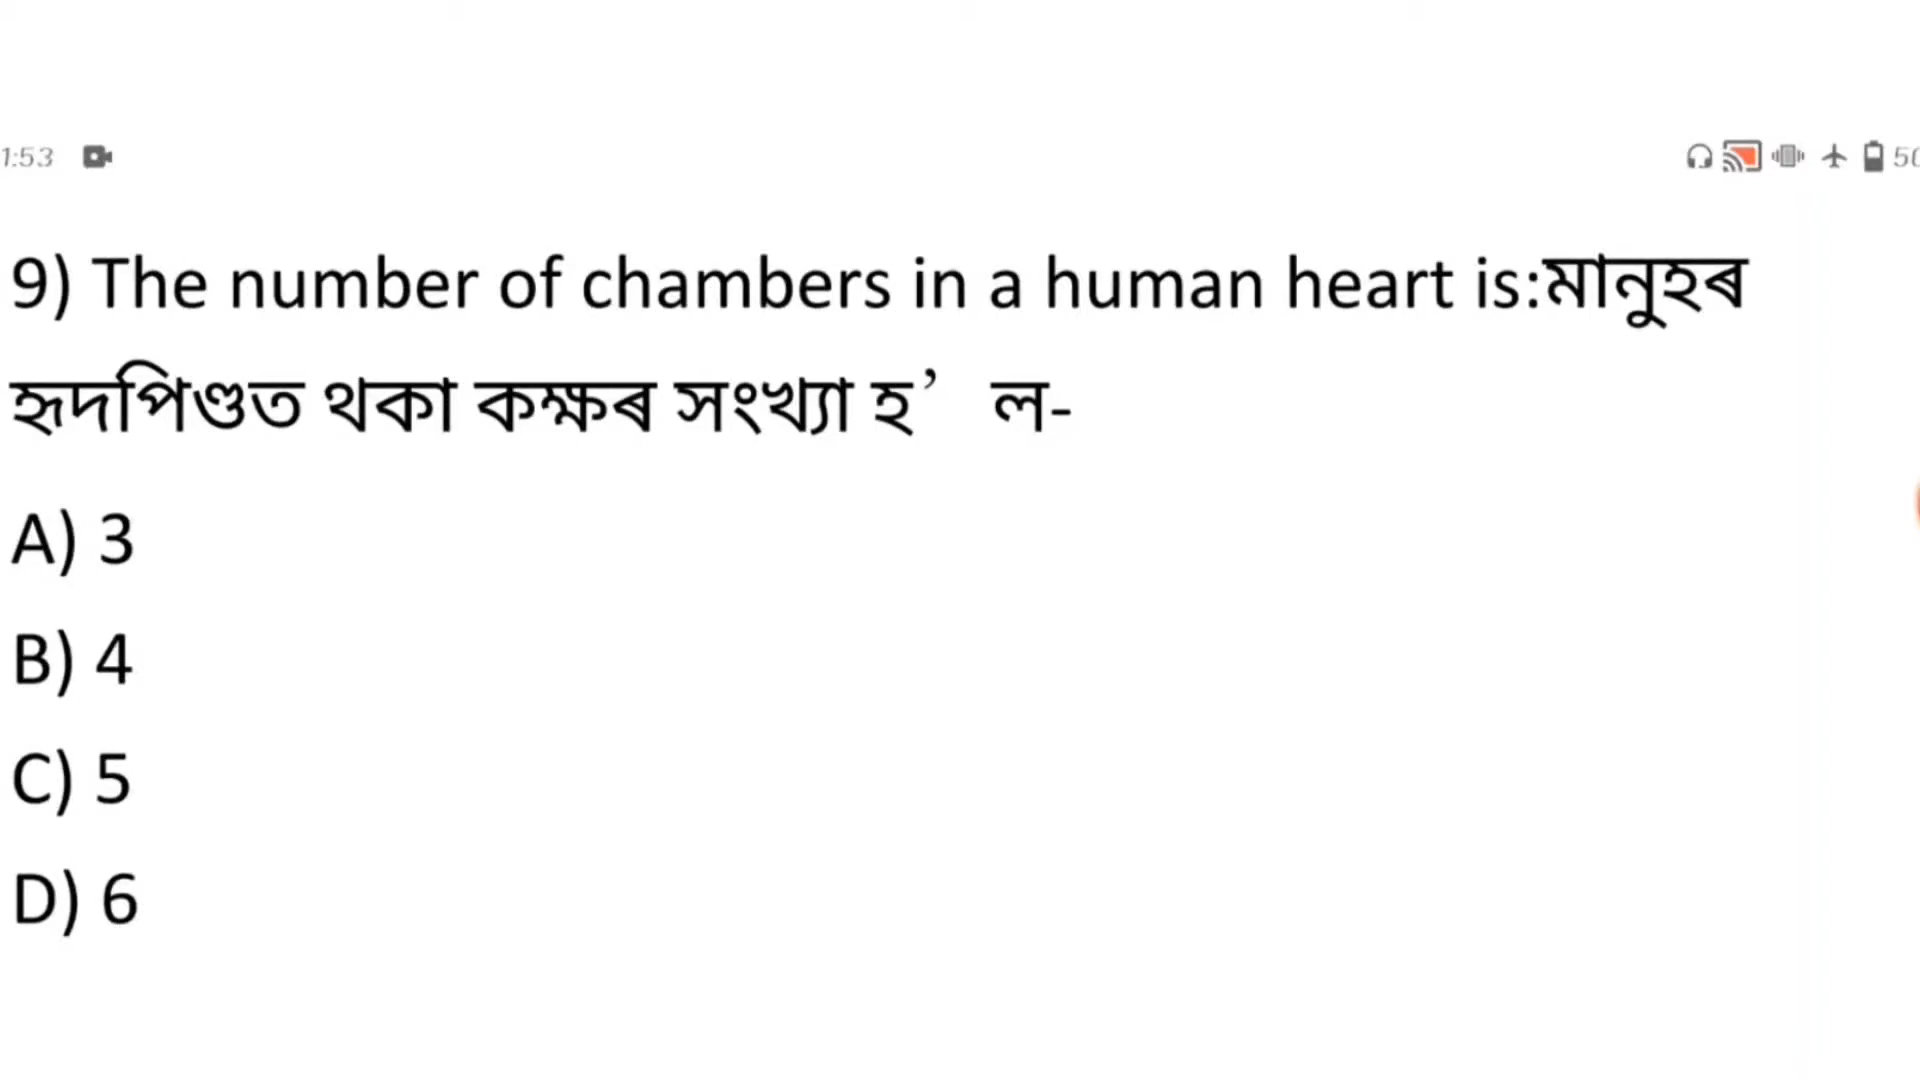 1:53
50
9) The number of chambers in a human heart is:মানুহৰ
হৃদপিণ্ডত থকা কক্ষৰ সংখ্যা হ’ ল-
A) 3
B) 4
C) 5
D) 6